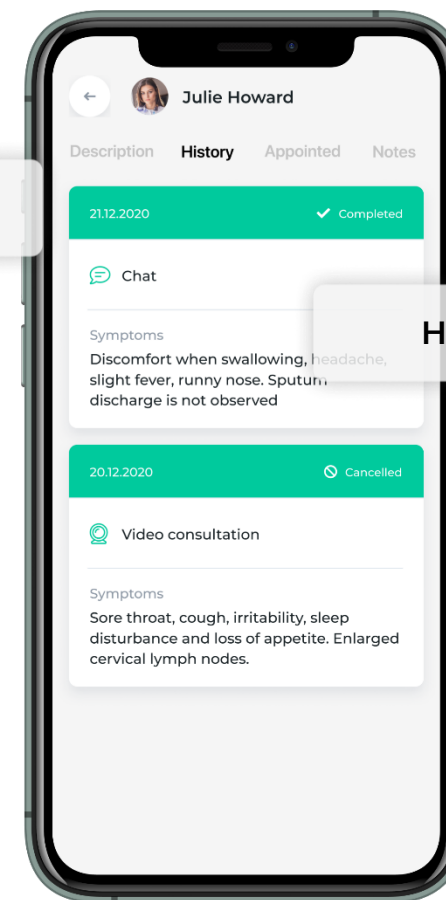 Julie Howard
Description History Appointed Notes
21.12.2020 Completed
Chat
Symptoms
Discomfort when swallowing, headache,
slight fever, runny nose. Sputum
discharge is not observed
H
20.12.2020 Cancelled
Video consultation
Symptoms
Sore throat, cough, irritability, sleep
disturbance and loss of appetite. Enlarged
cervical lymph nodes.